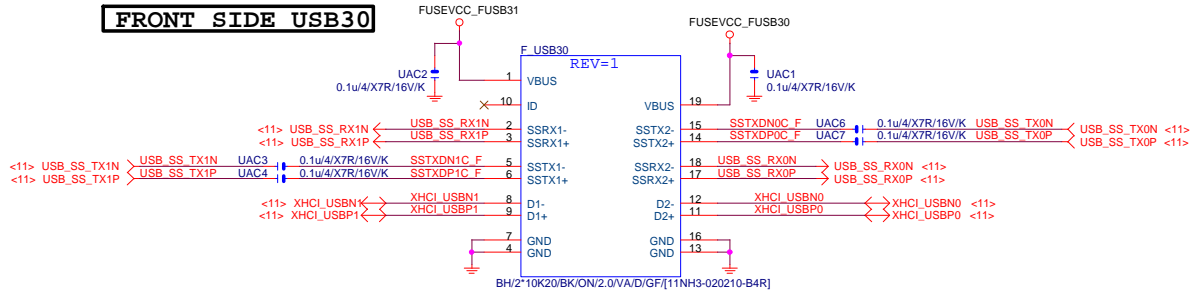 FRONT SIDE USB30
FUSEVCC_FUSB31
FUSEVCC_FUSB30
F_USB30
REV=1
UAC2
0.1u/4/X7R/16V/K
UAC1
0.1u/4/X7R/16V/K
1 VBUS
10 ID
VBUS 19
<11> USB_SS_RX1N USB_SS_RX1N 2 SSRX1-
<11> USB_SS_RX1P USB_SS_RX1P 3 SSRX1+
SSTX2- 15 SSTXDN0C_F UAC6 0.1u/4/X7R/16V/K USB_SS_TX0N USB_SS_TX0N <11>
SSTX2+ 14 SSTXDP0C_F UAC7 0.1u/4/X7R/16V/K USB_SS_TX0P USB_SS_TX0P <11>
<11> USB_SS_TX1N USB_SS_TX1N UAC3 0.1u/4/X7R/16V/K SSTXDN1C_F 5 SSTX1-
<11> USB_SS_TX1P USB_SS_TX1P UAC4 0.1u/4/X7R/16V/K SSTXDP1C_F 6 SSTX1+
SSRX2- 18 USB_SS_RX0N USB_SS_RX0N <11>
SSRX2+ 17 USB_SS_RX0P USB_SS_RX0P <11>
<11> XHCI_USBN1 XHCI_USBN1 8 D1-
<11> XHCI_USBP1 XHCI_USBP1 9 D1+
D2- 12 XHCI_USBN0 XHCI_USBN0 <11>
D2+ 11 XHCI_USBP0 XHCI_USBP0 <11>
7 GND
4 GND
GND 16
GND 13
BH/2*10K20/BK/ON/2.0/VA/D/GF/[11NH3-020210-B4R]